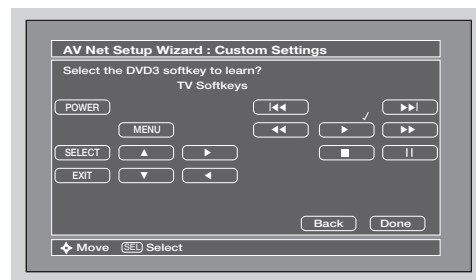 AV Net Setup Wizard : Custom Settings
Select the DVD3 softkey to learn?
TV Softkeys
POWER
MENU
SELECT
EXIT
Back Done
Move SEL Select